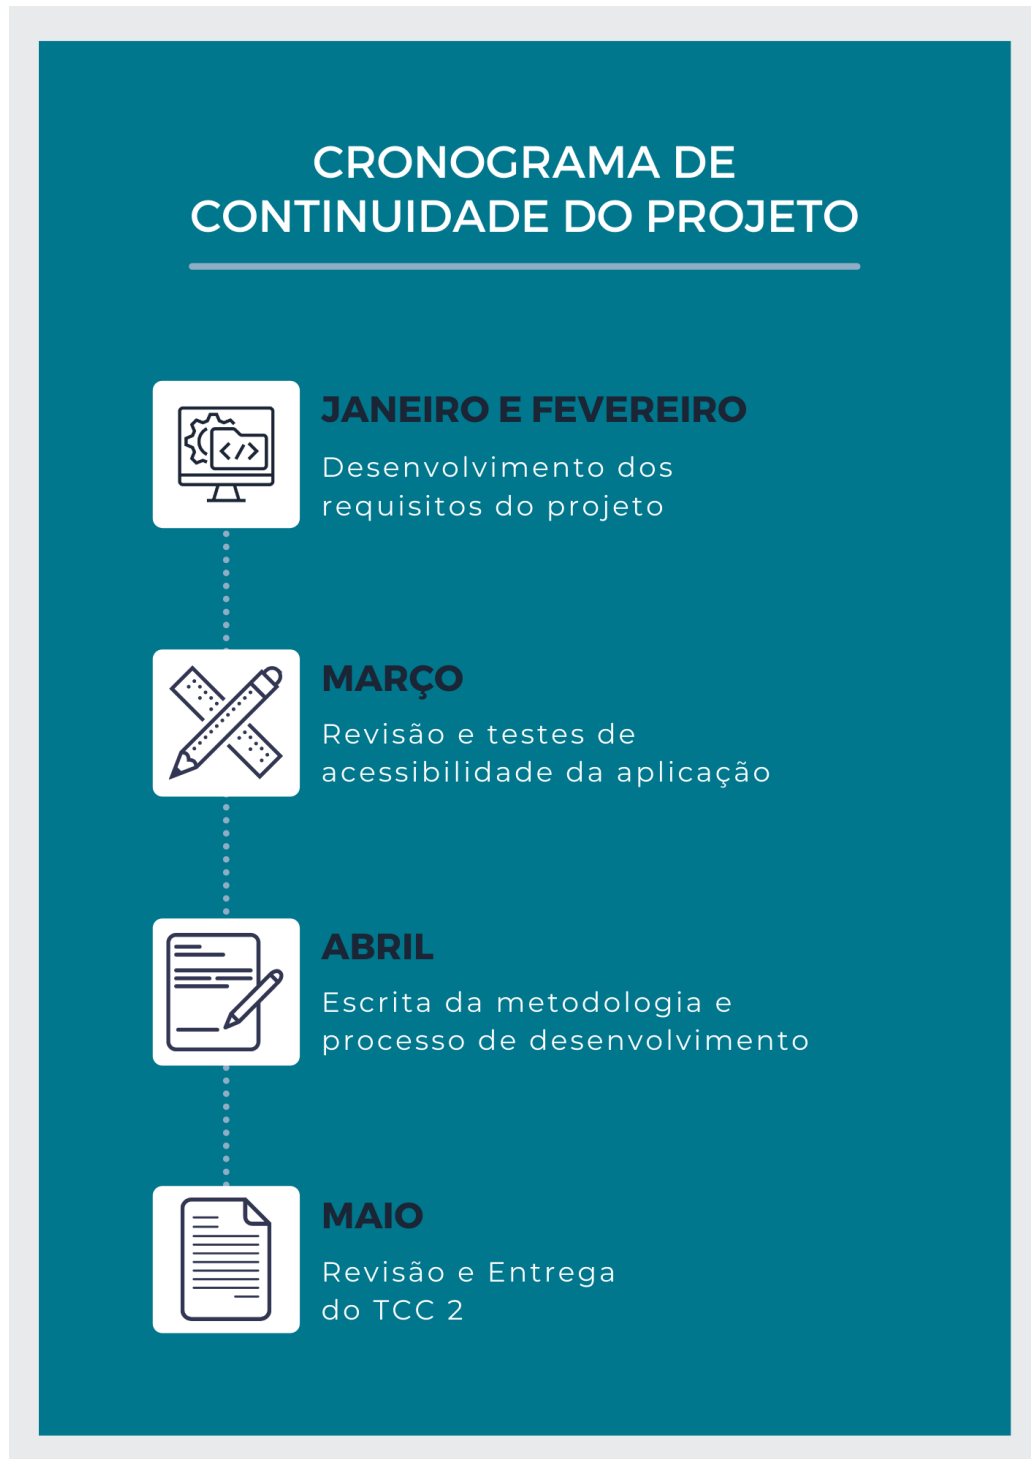 CRONOGRAMA DE
CONTINUIDADE DO PROJETO
JANEIRO E FEVEREIRO
Desenvolvimento dos
requisitos do projeto
MARÇO
Revisão e testes de
acessibilidade da aplicação
ABRIL
Escrita da metodologia e
processo de desenvolvimento
MAIO
Revisão e Entrega
do TCC 2